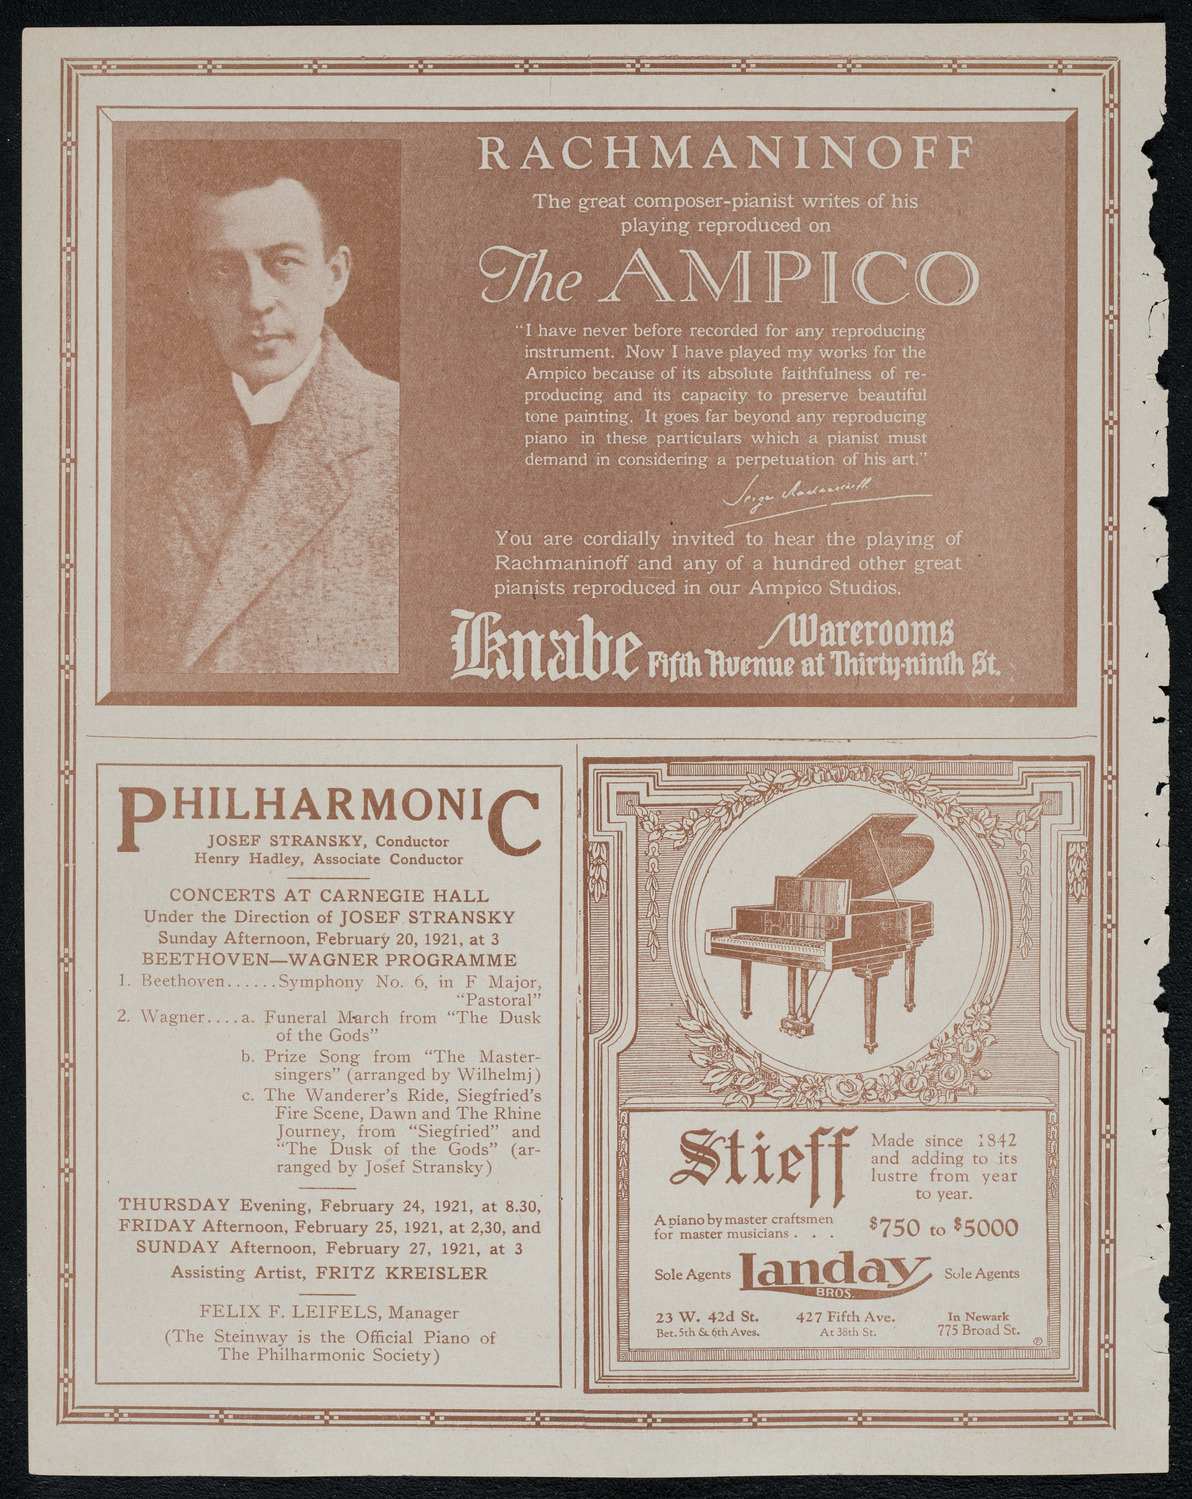 RACHMANINOFF
The great composer-pianist writes of his
playing reproduced on
The AMPICO
“I have never before recorded for any reproducing
instrument. Now I have played my works for the
Ampico because of its absolute faithfulness of re-
producing and its capacity to preserve beautiful
tone painting. It goes far beyond any reproducing
piano in these particulars which a pianist must
demand in considering a perpetuation of his art.”
Serge Rachmaninoff
You are cordially invited to hear the playing of
Rachmaninoff and any of a hundred other great
pianists reproduced in our Ampico Studios.
Knabe Warerooms
Fifth Avenue at Thirty-ninth St.
PHILHARMONIC
JOSEF STRANSKY, Conductor
Henry Hadley, Associate Conductor
CONCERTS AT CARNEGIE HALL
Under the Direction of JOSEF STRANSKY
Sunday Afternoon, February 20, 1921, at 3
BEETHOVEN—WAGNER PROGRAMME
1. Beethoven......Symphony No. 6, in F Major,
“Pastoral”
2. Wagner....a. Funeral March from “The Dusk
of the Gods”
b. Prize Song from “The Master-
singers” (arranged by Wilhelmj)
c. The Wanderer's Ride, Siegfried's
Fire Scene, Dawn and The Rhine
Journey, from “Siegfried” and
“The Dusk of the Gods” (ar-
ranged by Josef Stransky)
THURSDAY Evening, February 24, 1921, at 8.30,
FRIDAY Afternoon, February 25, 1921, at 2.30, and
SUNDAY Afternoon, February 27, 1921, at 3
Assisting Artist, FRITZ KREISLER
FELIX F. LEIFELS, Manager
(The Steinway is the Official Piano of
The Philharmonic Society)
Stieff
Made since 1842
and adding to its
lustre from year
to year.
A piano by master craftsmen
for master musicians . . .
$750 to $5000
Sole Agents Landay Sole Agents
BROS.
23 W. 42d St. 427 Fifth Ave. In Newark
Bet. 5th & 6th Aves. At 38th St. 775 Broad St.
Ⓟ